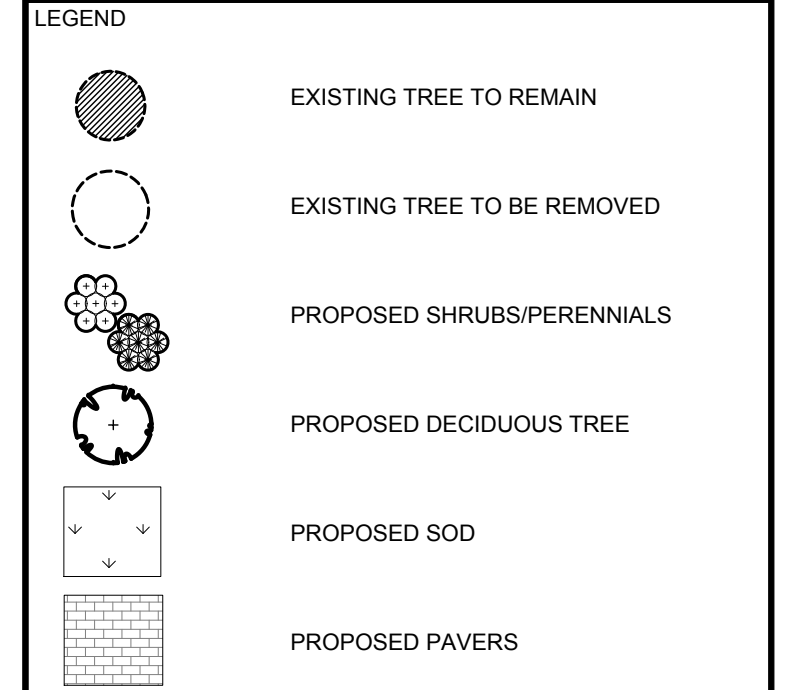 LEGEND
EXISTING TREE TO REMAIN
EXISTING TREE TO BE REMOVED
PROPOSED SHRUBS/PERENNIALS
PROPOSED DECIDUOUS TREE
PROPOSED SOD
PROPOSED PAVERS